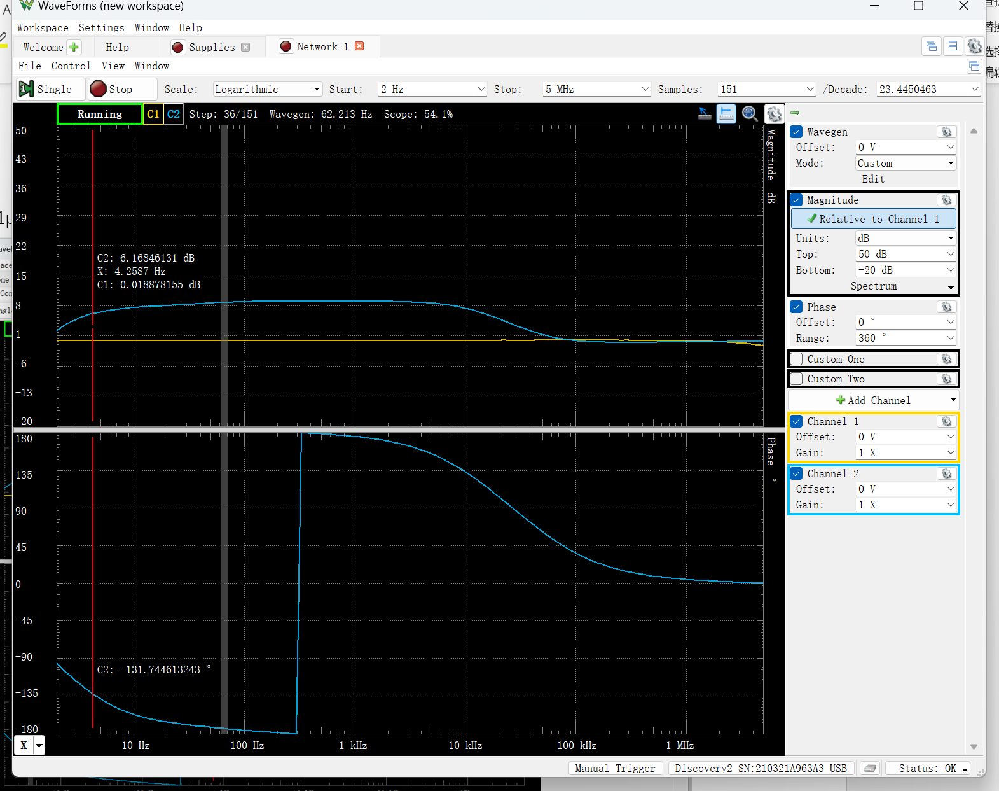 WaveForms (new workspace)
Workspace Settings Window Help
Welcome Help Supplies Network 1
File Control View Window
Single Stop Scale: Logarithmic Start: 2 Hz Stop: 5 MHz Samples: 151 /Decade: 23.4450463
Running C1 C2 Step: 36/151 Wavegen: 62.213 Hz Scope: 54.1%
50
43
36
29
22
15
8
1
-6
-13
-20
Magnitude dB
C2: 6.16846131 dB
X: 4.2587 Hz
C1: 0.018878155 dB
180
135
90
45
0
-45
-90
-135
-180
Phase °
C2: -131.744613243 °
X 10 Hz 100 Hz 1 kHz 10 kHz 100 kHz 1 MHz
Wavegen
Offset: 0 V
Mode: Custom
Edit
Magnitude
Relative to Channel 1
Units: dB
Top: 50 dB
Bottom: -20 dB
Spectrum
Phase
Offset: 0 °
Range: 360 °
Custom One
Custom Two
Add Channel
Channel 1
Offset: 0 V
Gain: 1 X
Channel 2
Offset: 0 V
Gain: 1 X
Manual Trigger Discovery2 SN:210321A963A3 USB Status: OK